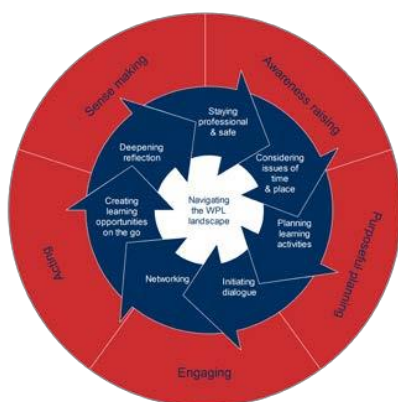 Sense making
Awareness raising
Purposeful planning
Engaging
Acting
Staying
professional
& safe
Considering
issues of
time
& place
Planning
learning
activities
Initiating
dialogue
Networking
Creating
learning
opportunities
on the go
Deepening
reflection
Navigating
the WPL
landscape